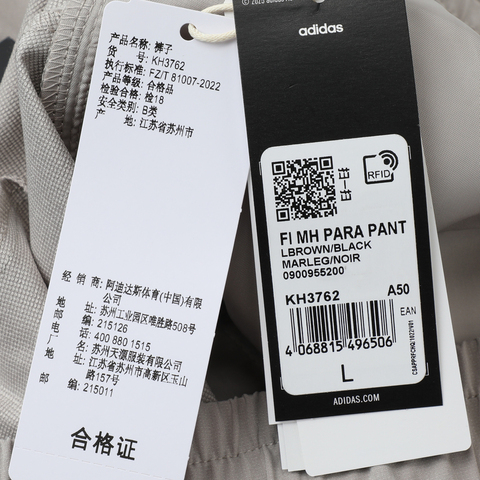 产品名称: 裤子
货 号: KH3762
执行标准: FZ/T 81007-2022
产品等级: 合格品
检验合格: 检18
安全类别: B类
产 地: 江苏省苏州市
经 销 商: 阿迪达斯体育(中国)有限
公司
地 址: 苏州工业园区唯胜路508号
邮 编: 215126
电 话: 400 880 1515
厂 名: 苏州天源服装有限公司
地 址: 江苏省苏州市高新区玉山
路157号
邮 编: 215011
合格证
adidas
RFID
FI MH PARA PANT
LBROWN/BLACK
MARLEG/NOIR
0900955200
KH3762 A50
EAN
4 068815 496506
L
ADIDAS.COM